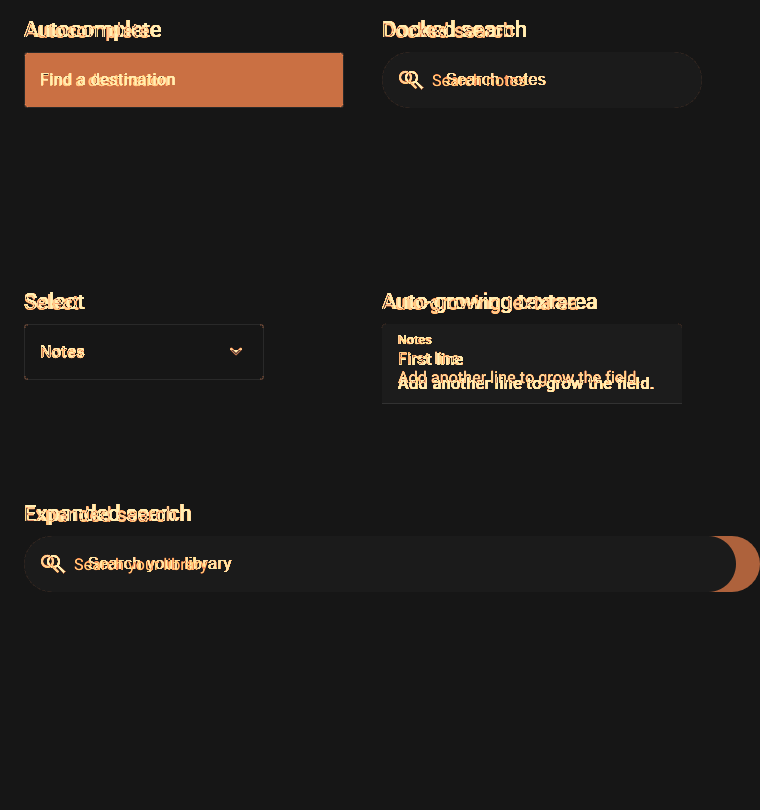 Autocomplete
Docked search
Find a destination
Search notes
Select
Auto-growing textarea
Notes
Notes
First line
Add another line to grow the field.
Expanded search
Search your library